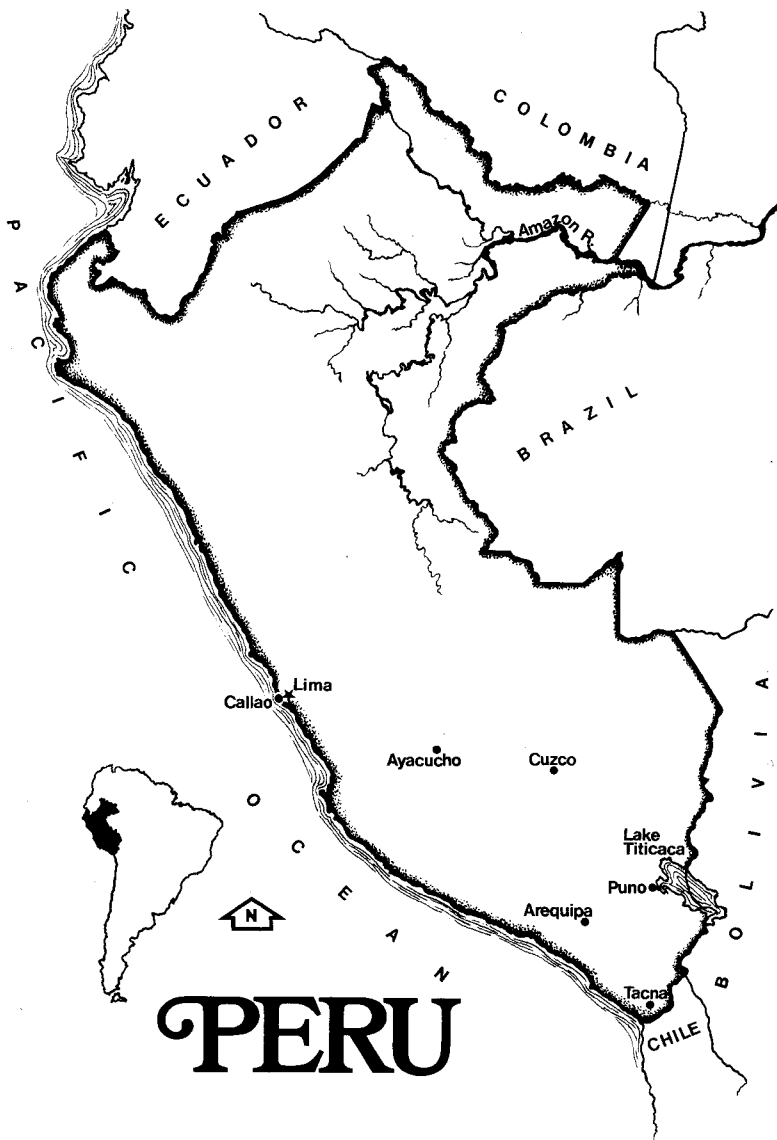 COLOMBIA
ECUADOR
Amazon R.
PACIFIC
BRAZIL
Lima
Callao
Ayacucho
Cuzco
BOLIVIA
OCEAN
Lake
Titicaca
Puno
Arequipa
N
Tacna
CHILE
PERU